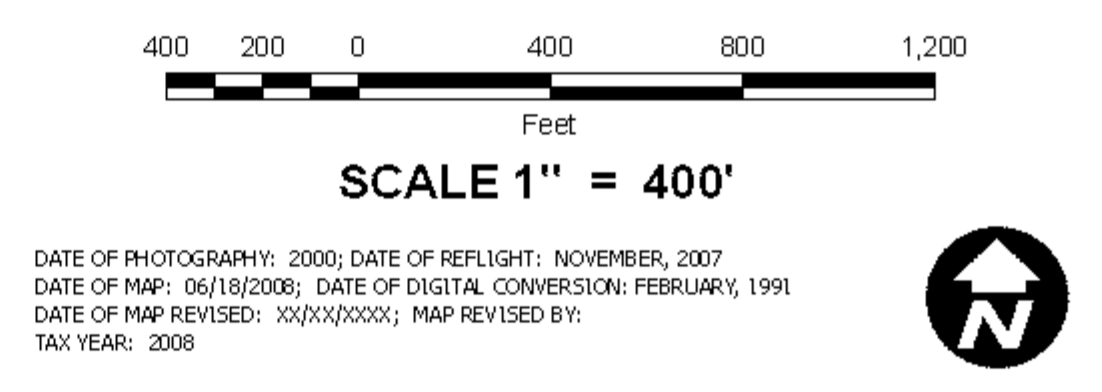 400 200 0 400 800 1,200
Feet
SCALE 1" = 400'
DATE OF PHOTOGRAPHY: 2000; DATE OF REFLIGHT: NOVEMBER, 2007
DATE OF MAP: 06/18/2008; DATE OF DIGITAL CONVERSION: FEBRUARY, 1991
DATE OF MAP REVISED: XX/XX/XXXX; MAP REVISED BY:
TAX YEAR: 2008
N